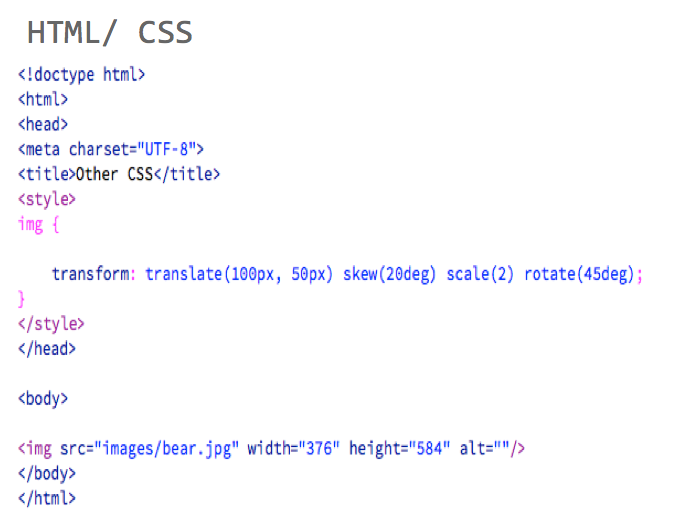 HTML/ CSS
<!doctype html>
<html>
<head>
<meta charset="UTF-8">
<title>Other CSS</title>
<style>
img {
transform: translate(100px, 50px) skew(20deg) scale(2) rotate(45deg);
}
</style>
</head>
<body>
<img src="images/bear.jpg" width="376" height="584" alt=""/>
</body>
</html>